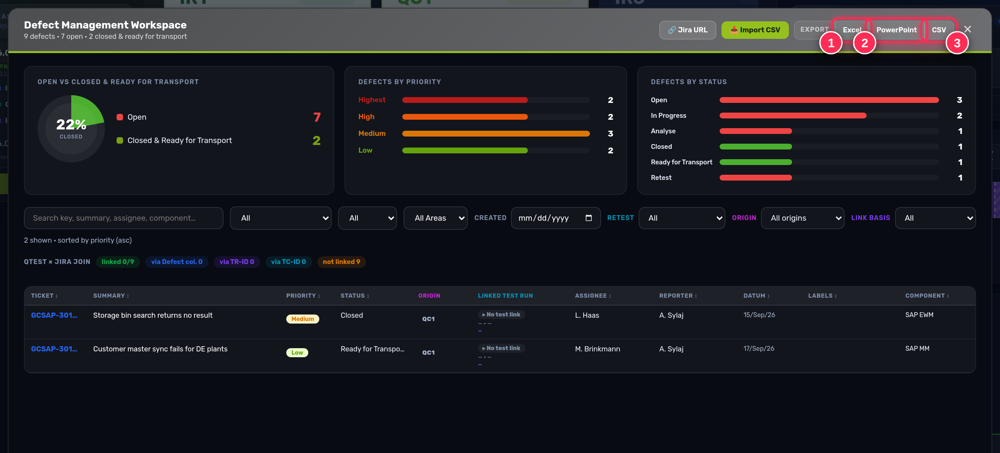 Defect Management Workspace
9 defects • 7 open • 2 closed & ready for transport
🔗 Jira URL
📥 Import CSV
EXPORT
Excel
PowerPoint
CSV
✕
1
2
3
OPEN VS CLOSED & READY FOR TRANSPORT
22%
CLOSED
Open 7
Closed & Ready for Transport 2
DEFECTS BY PRIORITY
Highest 2
High 2
Medium 3
Low 2
DEFECTS BY STATUS
Open 3
In Progress 2
Analyse 1
Closed 1
Ready for Transport 1
Retest 1
Search key, summary, assignee, component...
All
All
All Areas
CREATED mm/dd/yyyy
RETEST All
ORIGIN All origins
LINK BASIS All
2 shown • sorted by priority (asc)
QTEST × JIRA JOIN linked 0/9 via Defect col. 0 via TR-ID 0 via TC-ID 0 not linked 9
TICKET ↕ SUMMARY ↕ PRIORITY ↕ STATUS ↕ ORIGIN LINKED TEST RUN ASSIGNEE ↕ REPORTER ↕ DATUM ↕ LABELS ↕ COMPONENT ↕
GCSAP-301... Storage bin search returns no result Medium Closed QC1 ▸ No test link L. Haas A. Sylaj 15/Sep/26 SAP EWM
— • —
—
GCSAP-301... Customer master sync fails for DE plants Low Ready for Transpo... QC1 ▸ No test link M. Brinkmann A. Sylaj 17/Sep/26 SAP MM
— • —
—